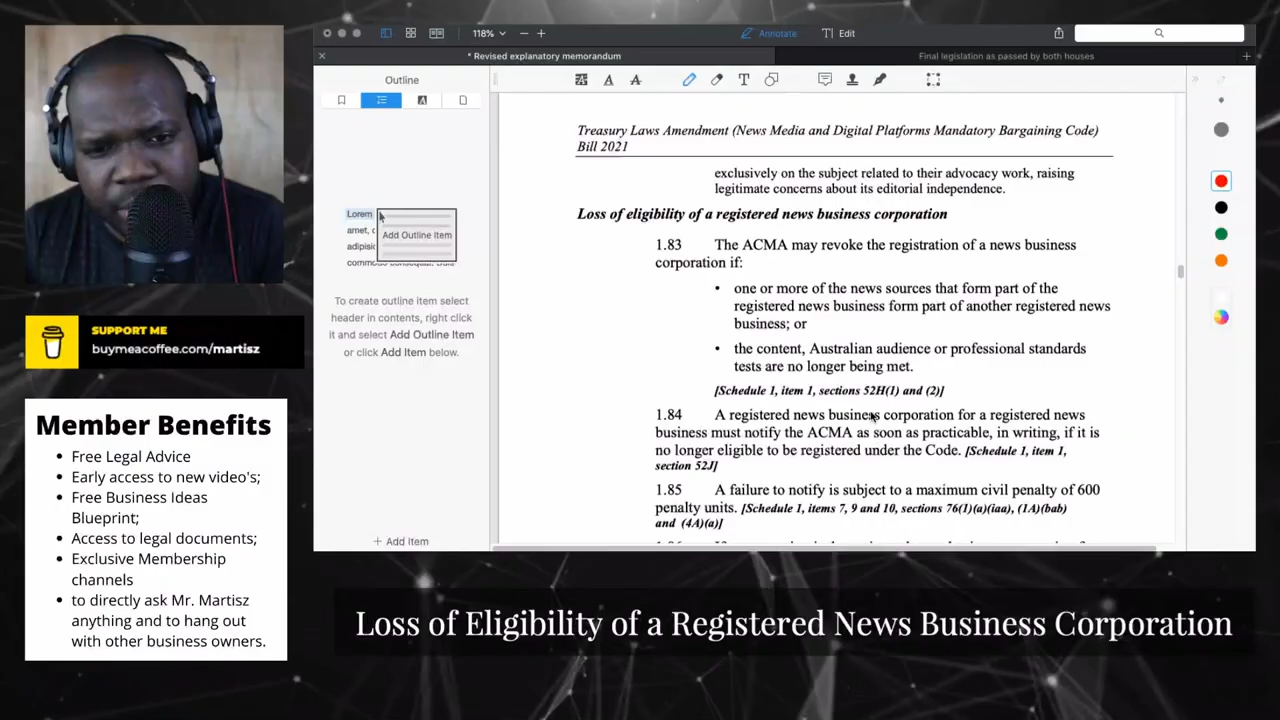 118%
Annotate
Edit
* Revised explanatory memorandum
Final legislation as passed by both houses
Outline
Lorem
amet, c
adipisi
Add Outline Item
To create outline item select
header in contents, right click
it and select Add Outline Item
or click Add Item below.
+ Add Item
Treasury Laws Amendment (News Media and Digital Platforms Mandatory Bargaining Code)
Bill 2021
exclusively on the subject related to their advocacy work, raising
legitimate concerns about its editorial independence.
Loss of eligibility of a registered news business corporation
1.83 The ACMA may revoke the registration of a news business
corporation if:
• one or more of the news sources that form part of the
registered news business form part of another registered news
business; or
• the content, Australian audience or professional standards
tests are no longer being met.
[Schedule 1, item 1, sections 52H(1) and (2)]
1.84 A registered news business corporation for a registered news
business must notify the ACMA as soon as practicable, in writing, if it is
no longer eligible to be registered under the Code. [Schedule 1, item 1,
section 52J]
1.85 A failure to notify is subject to a maximum civil penalty of 600
penalty units. [Schedule 1, items 7, 9 and 10, sections 76(1)(a)(iaa), (1A)(bab)
and (4A)(a)]
SUPPORT ME
buymeacoffee.com/martisz
Member Benefits
• Free Legal Advice
• Early access to new video's;
• Free Business Ideas
Blueprint;
• Access to legal documents;
• Exclusive Membership
channels
• to directly ask Mr. Martisz
anything and to hang out
with other business owners.
Loss of Eligibility of a Registered News Business Corporation